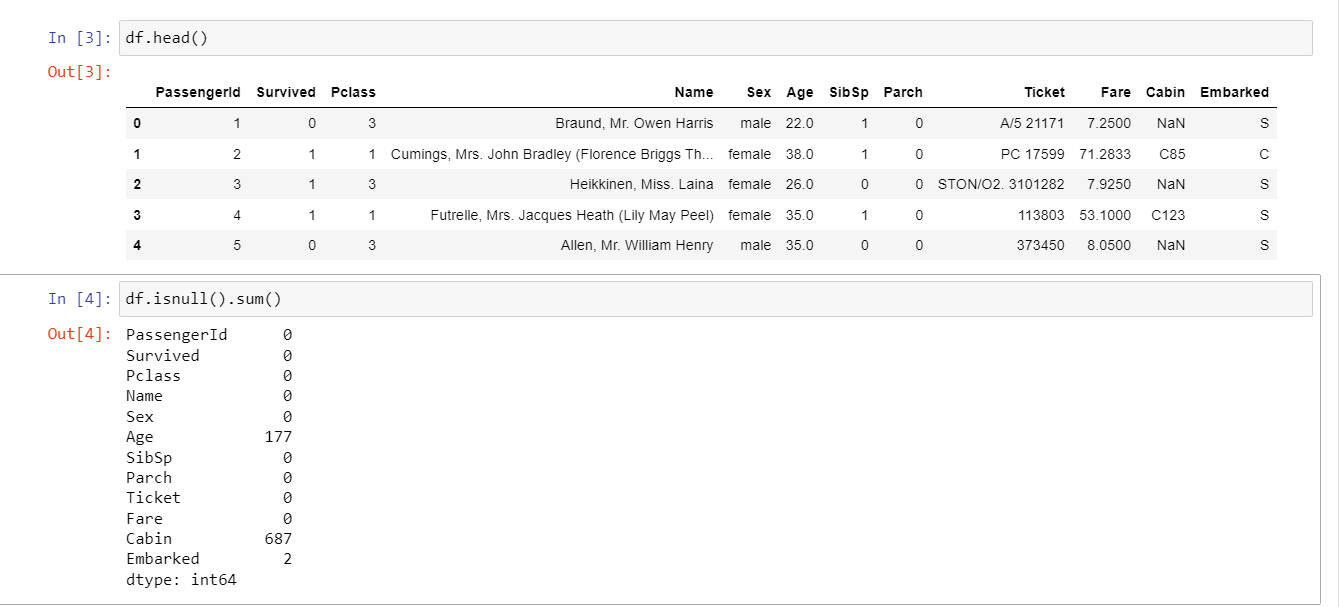 In [3]: df.head()
Out[3]:
PassengerId Survived Pclass Name Sex Age SibSp Parch Ticket Fare Cabin Embarked
0 1 0 3 Braund, Mr. Owen Harris male 22.0 1 0 A/5 21171 7.2500 NaN S
1 2 1 1 Cumings, Mrs. John Bradley (Florence Briggs Th... female 38.0 1 0 PC 17599 71.2833 C85 C
2 3 1 3 Heikkinen, Miss. Laina female 26.0 0 0 STON/O2. 3101282 7.9250 NaN S
3 4 1 1 Futrelle, Mrs. Jacques Heath (Lily May Peel) female 35.0 1 0 113803 53.1000 C123 S
4 5 0 3 Allen, Mr. William Henry male 35.0 0 0 373450 8.0500 NaN S
In [4]: df.isnull().sum()
Out[4]: PassengerId 0
Survived 0
Pclass 0
Name 0
Sex 0
Age 177
SibSp 0
Parch 0
Ticket 0
Fare 0
Cabin 687
Embarked 2
dtype: int64